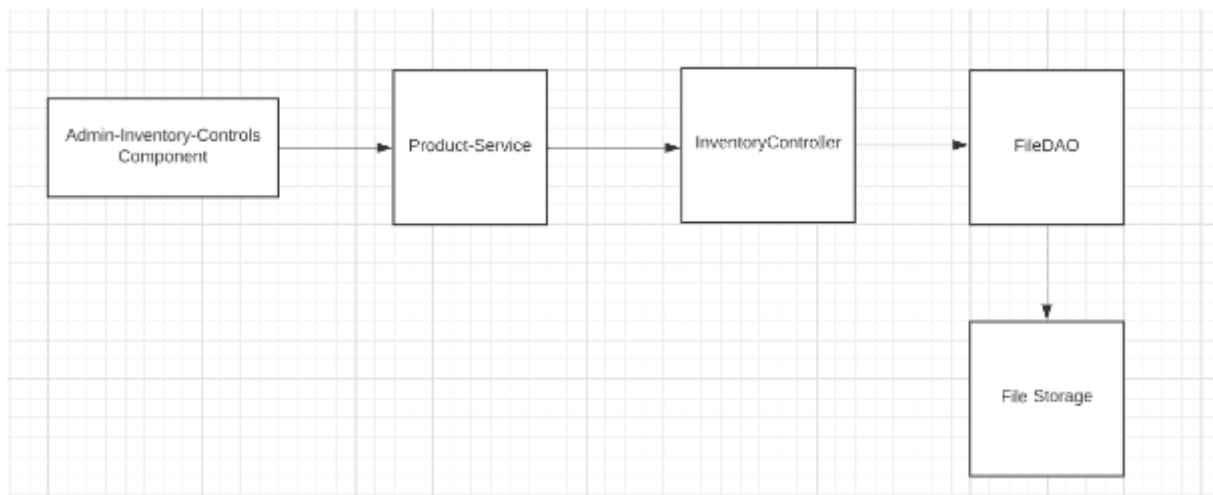 Admin-Inventory-Controls
Component
Product-Service
InventoryController
FileDAO
File Storage